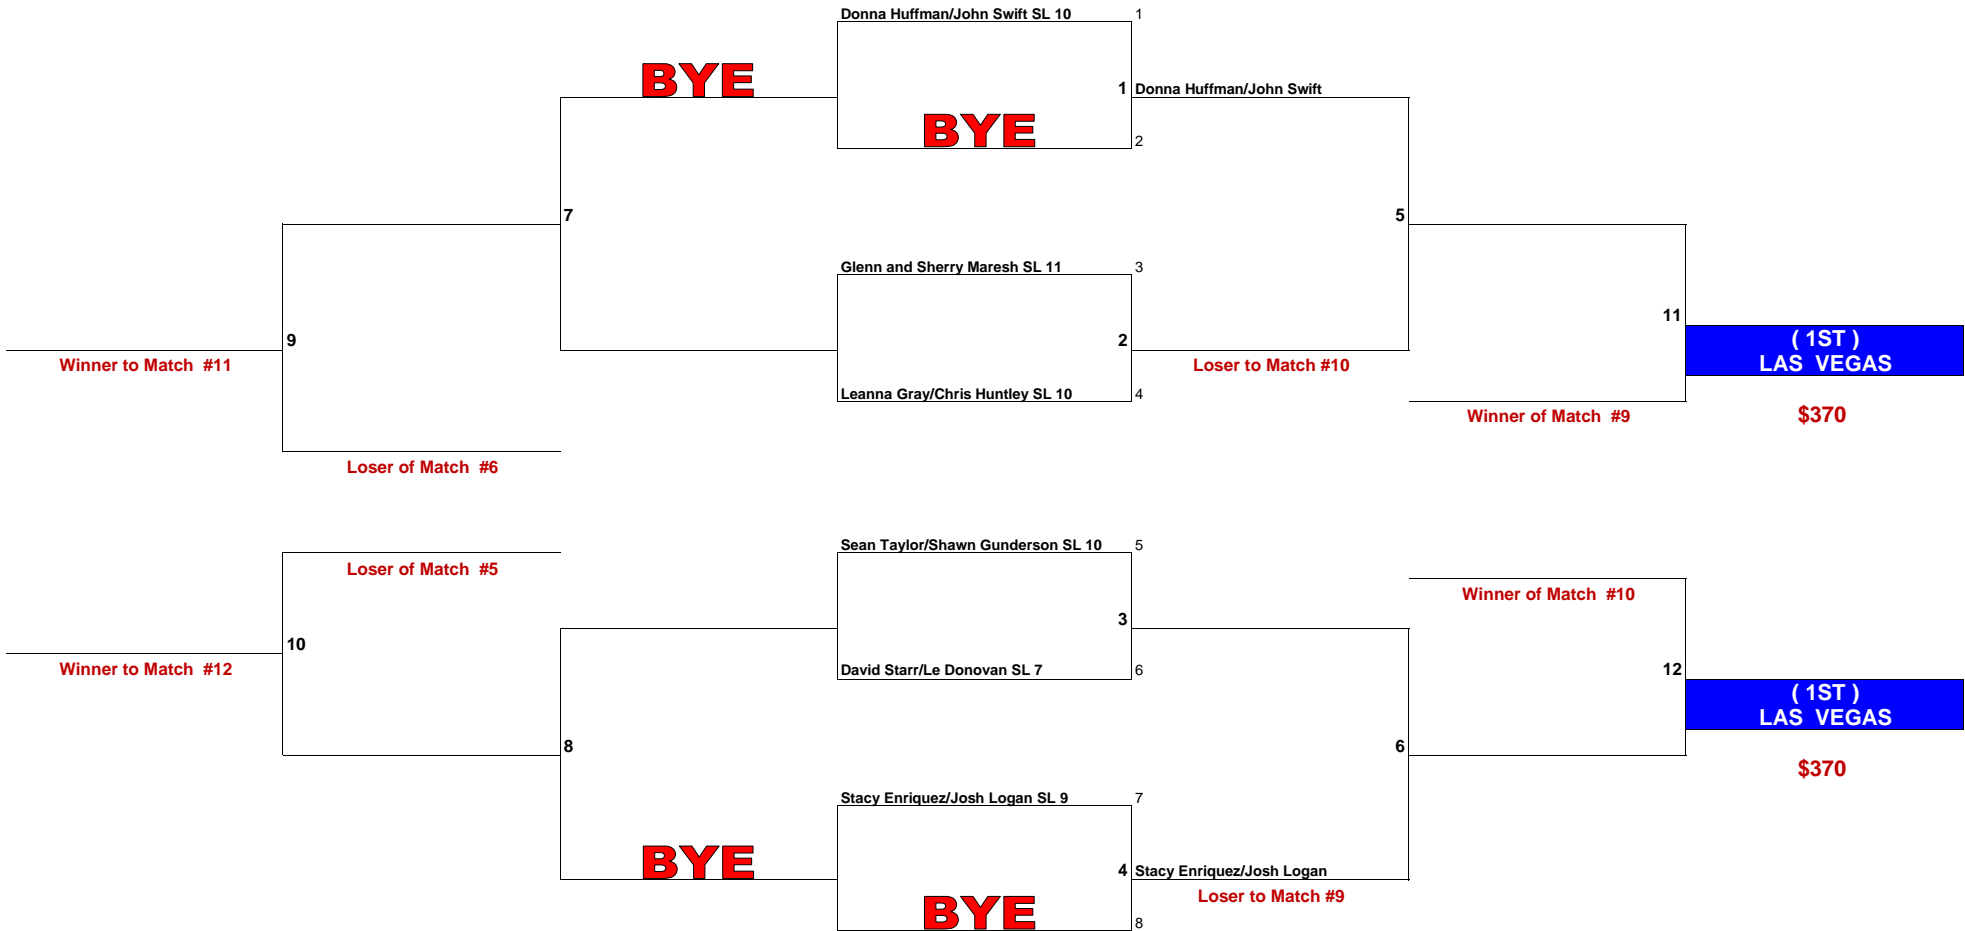 Donna Huffman/John Swift SL 10 1
BYE
1 Donna Huffman/John Swift
BYE
2
7
5
Glenn and Sherry Maresh SL 11 3
11
9
2
( 1ST )
Winner to Match #11
Loser to Match #10
LAS VEGAS
Leanna Gray/Chris Huntley SL 10 4
Winner of Match #9
$370
Loser of Match #6
Sean Taylor/Shawn Gunderson SL 10 5
Loser of Match #5
Winner of Match #10
3
10
Winner to Match #12
David Starr/Le Donovan SL 7 6
12
( 1ST )
LAS VEGAS
8
6
$370
Stacy Enriquez/Josh Logan SL 9 7
BYE
4 Stacy Enriquez/Josh Logan
Loser to Match #9
BYE
8